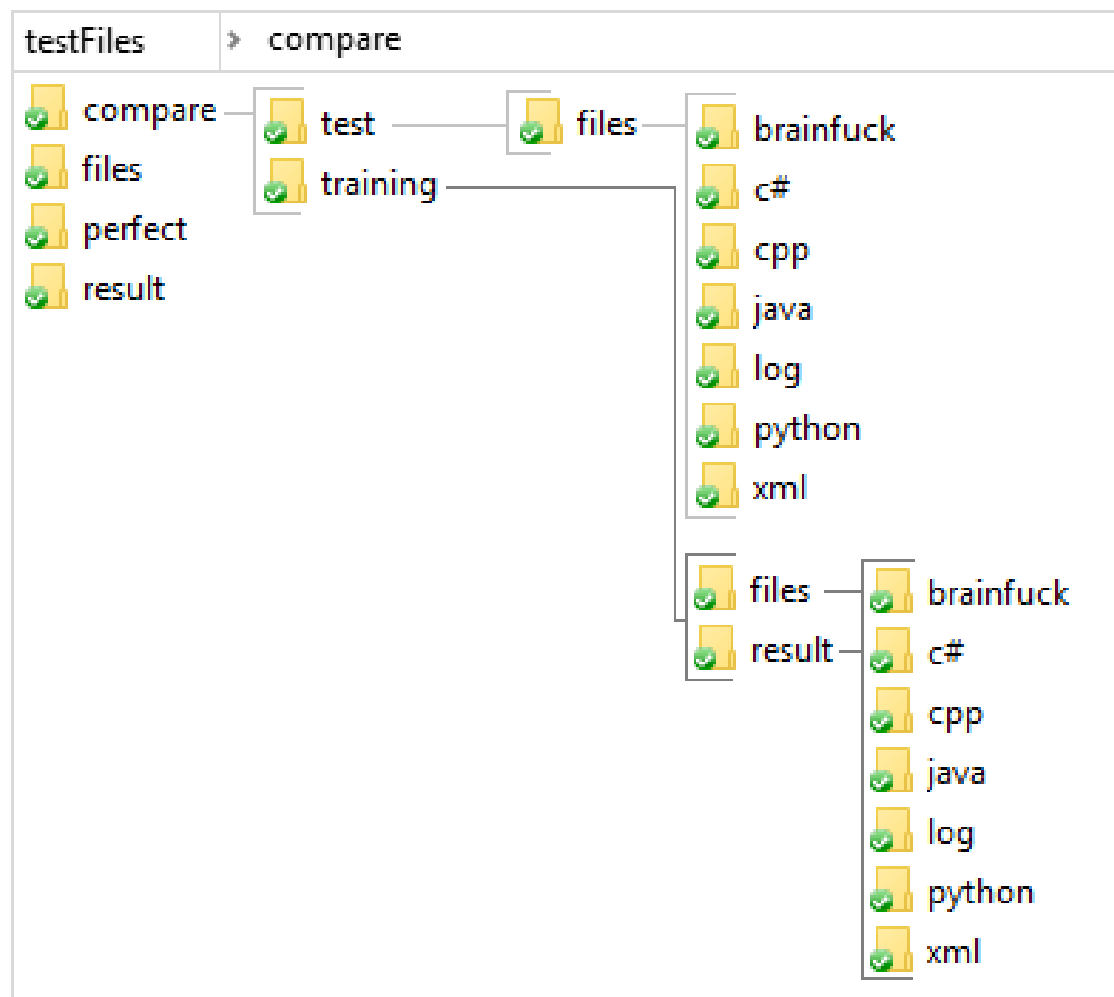 testFiles > compare
compare
files
perfect
result
test
training
files
brainfuck
c#
cpp
java
log
python
xml
files
result
brainfuck
c#
cpp
java
log
python
xml